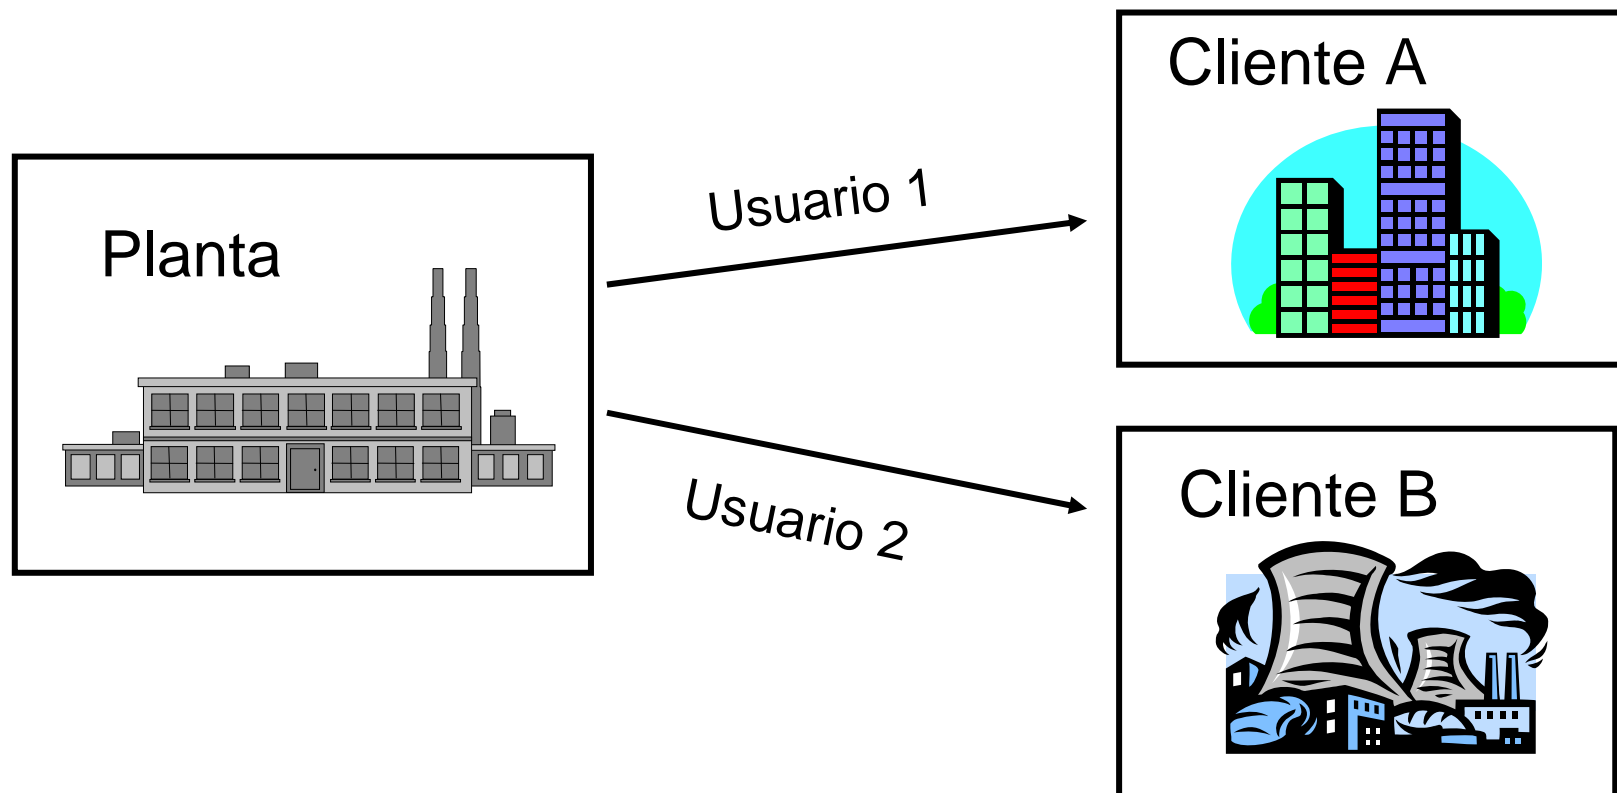 Planta
Usuario 1
Usuario 2
Cliente A
Cliente B